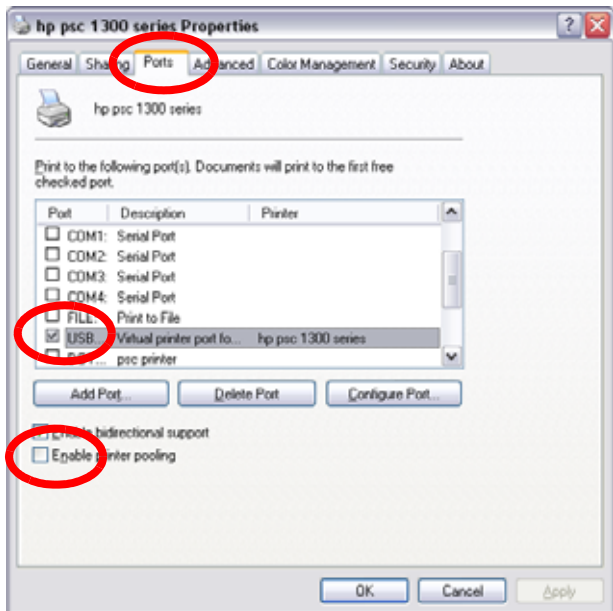 hp psc 1300 series Properties
General Sharing Ports Advanced Color Management Security About
hp psc 1300 series
Print to the following port(s). Documents will print to the first free
checked port.
Port Description Printer
COM1: Serial Port
COM2: Serial Port
COM3: Serial Port
COM4: Serial Port
FILE: Print to File
USB... Virtual printer port fo... hp psc 1300 series
psc printer
Add Port... Delete Port Configure Port...
Enable bidirectional support
Enable printer pooling
OK Cancel Apply